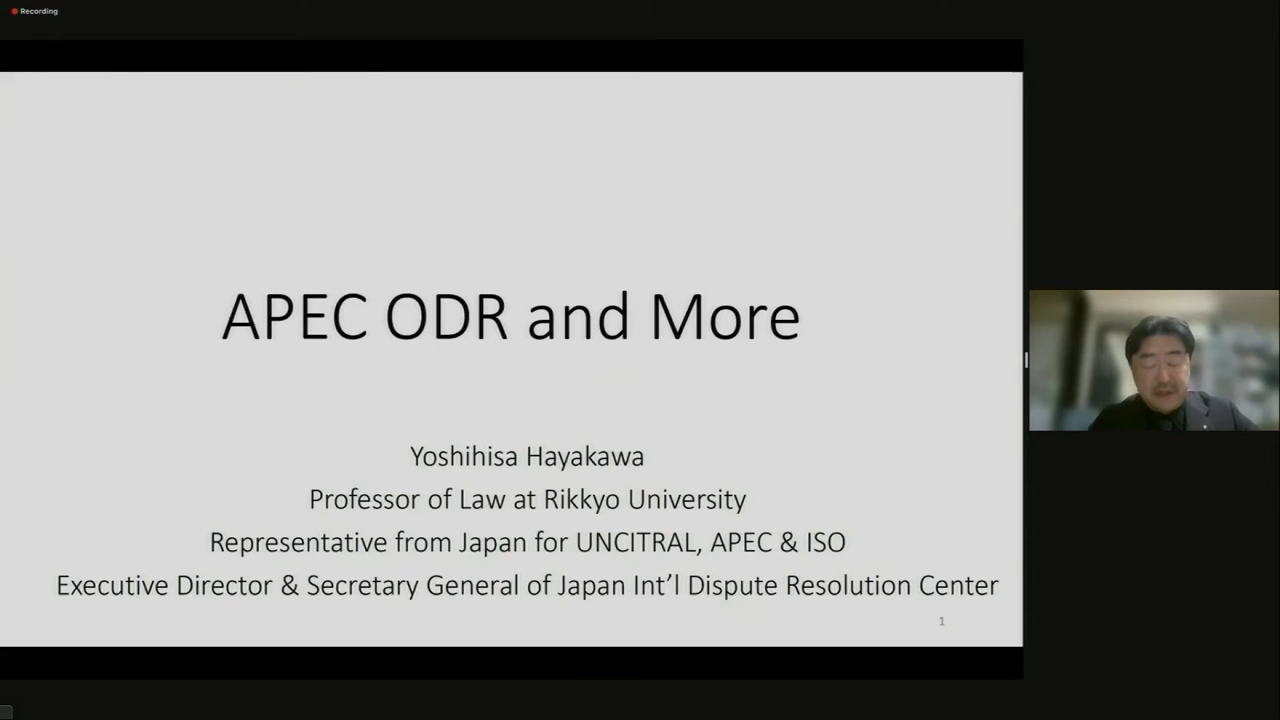 Recording
APEC ODR and More
Yoshihisa Hayakawa
Professor of Law at Rikkyo University
Representative from Japan for UNCITRAL, APEC & ISO
Executive Director & Secretary General of Japan Int’l Dispute Resolution Center
1